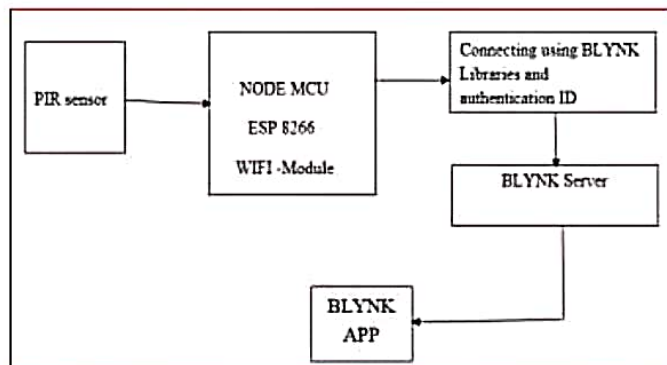 PIR sensor
NODE MCU
ESP 8266
WIFI -Module
Connecting using BLYNK
Libraries and
authentication ID
BLYNK Server
BLYNK
APP